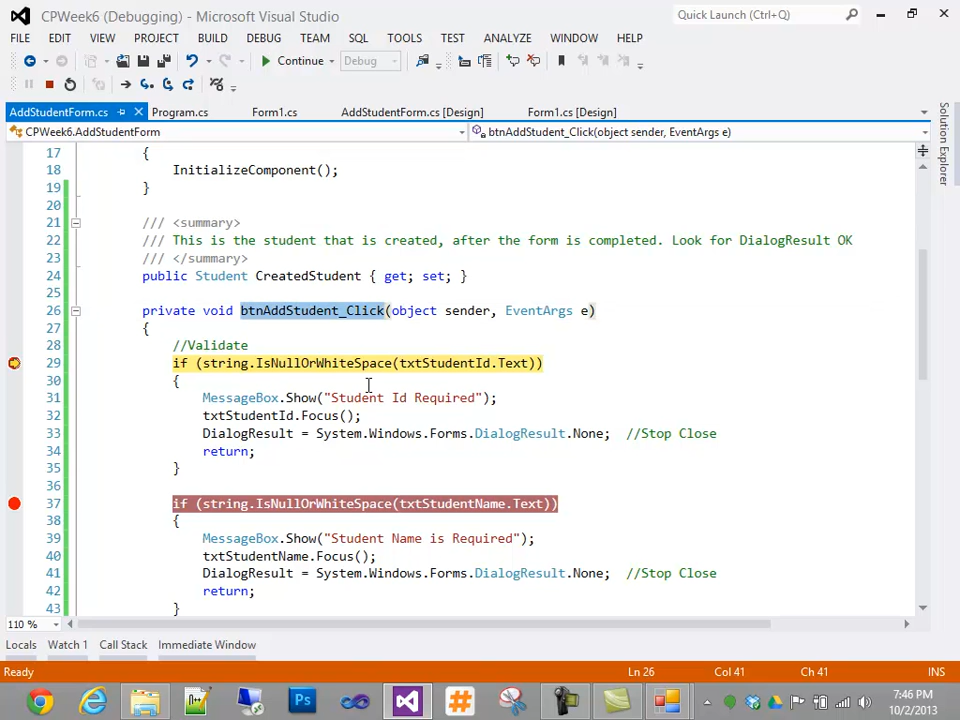 CPWeek6 (Debugging) - Microsoft Visual Studio
Quick Launch (Ctrl+Q)
FILE EDIT VIEW PROJECT BUILD DEBUG TEAM SQL TOOLS TEST ANALYZE WINDOW HELP
Continue Debug
AddStudentForm.cs Program.cs Form1.cs AddStudentForm.cs [Design] Form1.cs [Design]
Solution Explorer
CPWeek6.AddStudentForm btnAddStudent_Click(object sender, EventArgs e)
17 {
18 InitializeComponent();
19 }
20
21 /// <summary>
22 /// This is the student that is created, after the form is completed. Look for DialogResult OK
23 /// </summary>
24 public Student CreatedStudent { get; set; }
25
26 private void btnAddStudent_Click(object sender, EventArgs e)
27 {
28 //Validate
29 if (string.IsNullOrWhiteSpace(txtStudentId.Text))
30 {
31 MessageBox.Show("Student Id Required");
32 txtStudentId.Focus();
33 DialogResult = System.Windows.Forms.DialogResult.None; //Stop Close
34 return;
35 }
36
37 if (string.IsNullOrWhiteSpace(txtStudentName.Text))
38 {
39 MessageBox.Show("Student Name is Required");
40 txtStudentName.Focus();
41 DialogResult = System.Windows.Forms.DialogResult.None; //Stop Close
42 return;
43 }
110 %
Locals Watch 1 Call Stack Immediate Window
Ready Ln 26 Col 41 Ch 41 INS
Ps
7:46 PM
10/2/2013